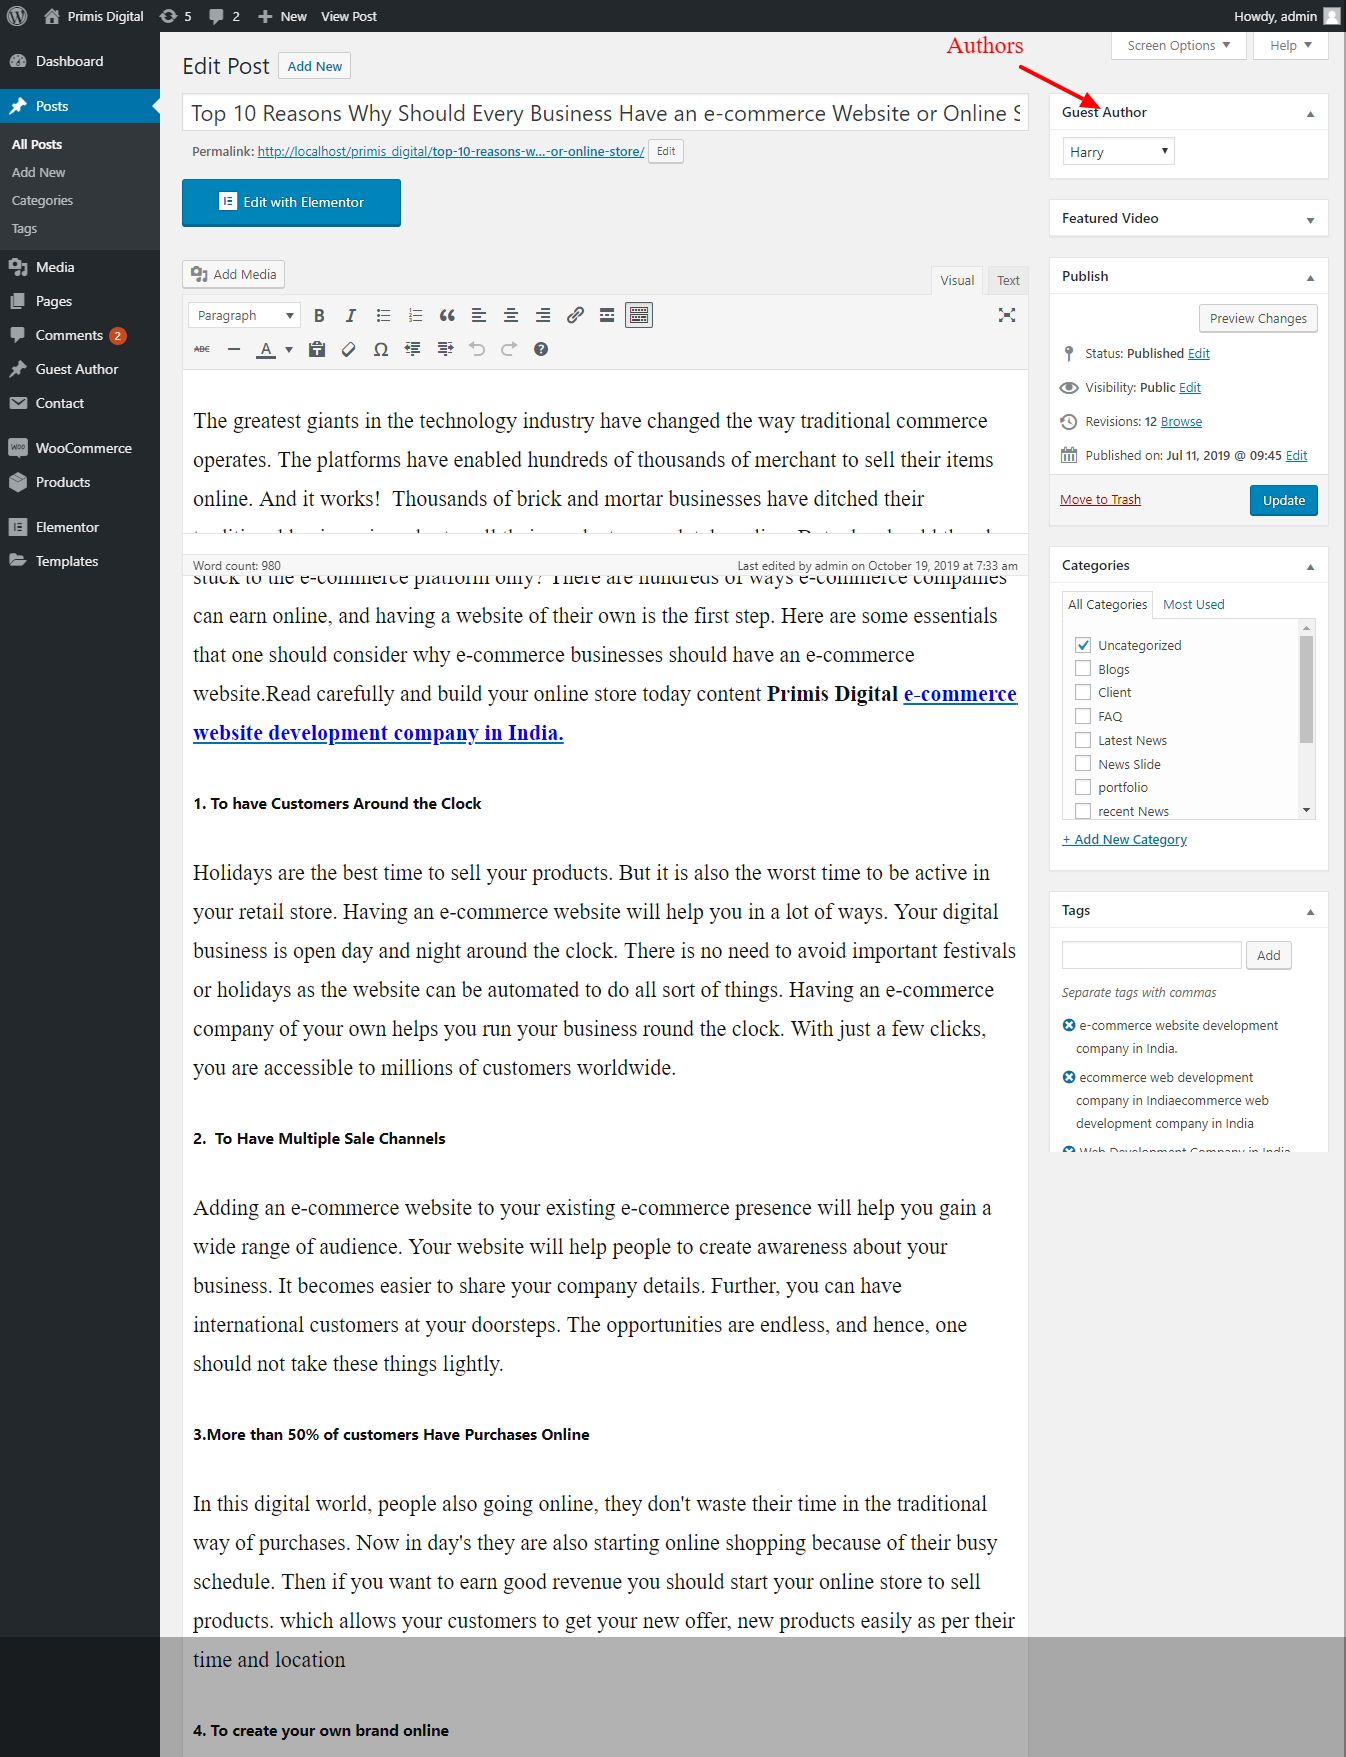 Primis Digital 5 2 New View Post Howdy, admin
Authors
Screen Options Help
Dashboard
Posts
All Posts
Add New
Categories
Tags
Media
Pages
Comments 2
Guest Author
Contact
WooCommerce
Products
Elementor
Templates
Edit Post Add New
Top 10 Reasons Why Should Every Business Have an e-commerce Website or Online S
Permalink: http://localhost/primis_digital/top-10-reasons-w...-or-online-store/ Edit
Edit with Elementor
Add Media
Visual Text
Paragraph
ABC
The greatest giants in the technology industry have changed the way traditional commerce
operates. The platforms have enabled hundreds of thousands of merchant to sell their items
online. And it works!  Thousands of brick and mortar businesses have ditched their
Word count: 980 Last edited by admin on October 19, 2019 at 7:33 am
stuck to the e-commerce platform only? There are hundreds of ways e-commerce companies
can earn online, and having a website of their own is the first step. Here are some essentials
that one should consider why e-commerce businesses should have an e-commerce
website.Read carefully and build your online store today content Primis Digital e-commerce
website development company in India.
1. To have Customers Around the Clock
Holidays are the best time to sell your products. But it is also the worst time to be active in
your retail store. Having an e-commerce website will help you in a lot of ways. Your digital
business is open day and night around the clock. There is no need to avoid important festivals
or holidays as the website can be automated to do all sort of things. Having an e-commerce
company of your own helps you run your business round the clock. With just a few clicks,
you are accessible to millions of customers worldwide.
2.  To Have Multiple Sale Channels
Adding an e-commerce website to your existing e-commerce presence will help you gain a
wide range of audience. Your website will help people to create awareness about your
business. It becomes easier to share your company details. Further, you can have
international customers at your doorsteps. The opportunities are endless, and hence, one
should not take these things lightly.
3.More than 50% of customers Have Purchases Online
In this digital world, people also going online, they don't waste their time in the traditional
way of purchases. Now in day's they are also starting online shopping because of their busy
schedule. Then if you want to earn good revenue you should start your online store to sell
products. which allows your customers to get your new offer, new products easily as per their
time and location
4. To create your own brand online
Guest Author
Harry
Featured Video
Publish
Preview Changes
Status: Published Edit
Visibility: Public Edit
Revisions: 12 Browse
Published on: Jul 11, 2019 @ 09:45 Edit
Move to Trash Update
Categories
All Categories Most Used
Uncategorized
Blogs
Client
FAQ
Latest News
News Slide
portfolio
recent News
+ Add New Category
Tags
Add
Separate tags with commas
e-commerce website development
company in India.
ecommerce web development
company in Indiaecommerce web
development company in India
Web Development Company in India